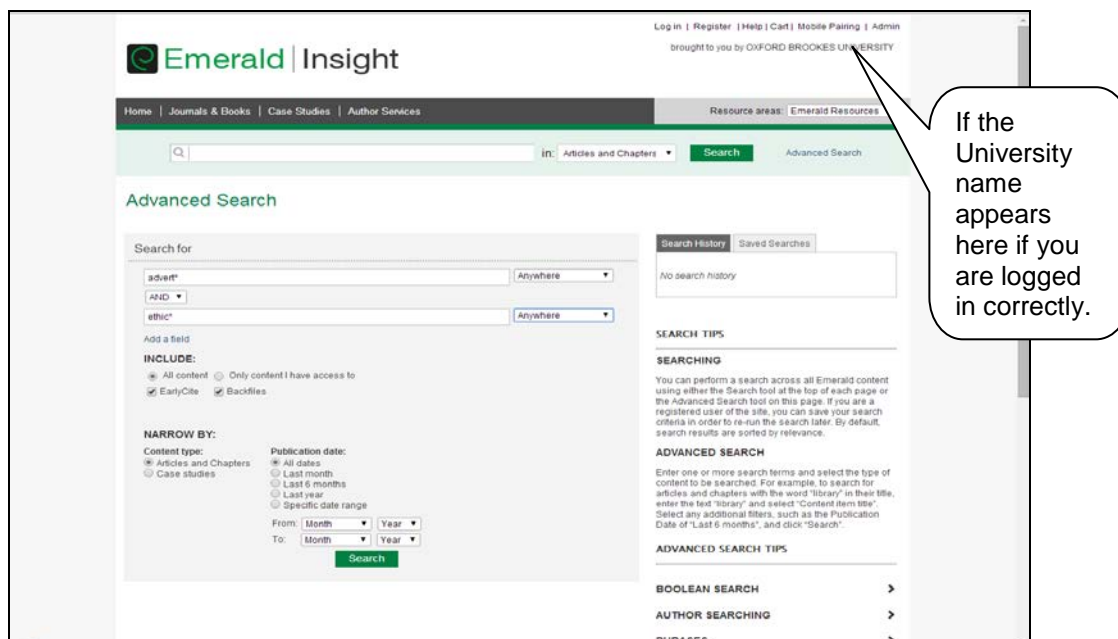 Log in | Register | Help | Cart | Mobile Pairing | Admin
brought to you by OXFORD BROOKES UNIVERSITY
Emerald | Insight
Home | Journals & Books | Case Studies | Author Services
Resource areas: Emerald Resources
in: Articles and Chapters
Search
Advanced Search
If the
University
name
appears
here if you
are logged
in correctly.
Advanced Search
Search for
advert*
Anywhere
AND
ethic*
Anywhere
Add a field
INCLUDE:
All content
Only content I have access to
EarlyCite
Backfiles
NARROW BY:
Content type:
Articles and Chapters
Case studies
Publication date:
All dates
Last month
Last 6 months
Last year
Specific date range
From: Month Year
To: Month Year
Search
Search History
Saved Searches
No search history
SEARCH TIPS
SEARCHING
You can perform a search across all Emerald content
using either the Search tool at the top of each page or
the Advanced Search tool on this page. If you are a
registered user of the site, you can save your search
criteria in order to re-run the search later. By default,
search results are sorted by relevance.
ADVANCED SEARCH
Enter one or more search terms and select the type of
content to be searched. For example, to search for
articles and chapters with the word "library" in their title,
enter the text "library" and select "Content item title".
Select any additional filters, such as the Publication
Date of "Last 6 months", and click "Search".
ADVANCED SEARCH TIPS
BOOLEAN SEARCH
AUTHOR SEARCHING
PHRASES